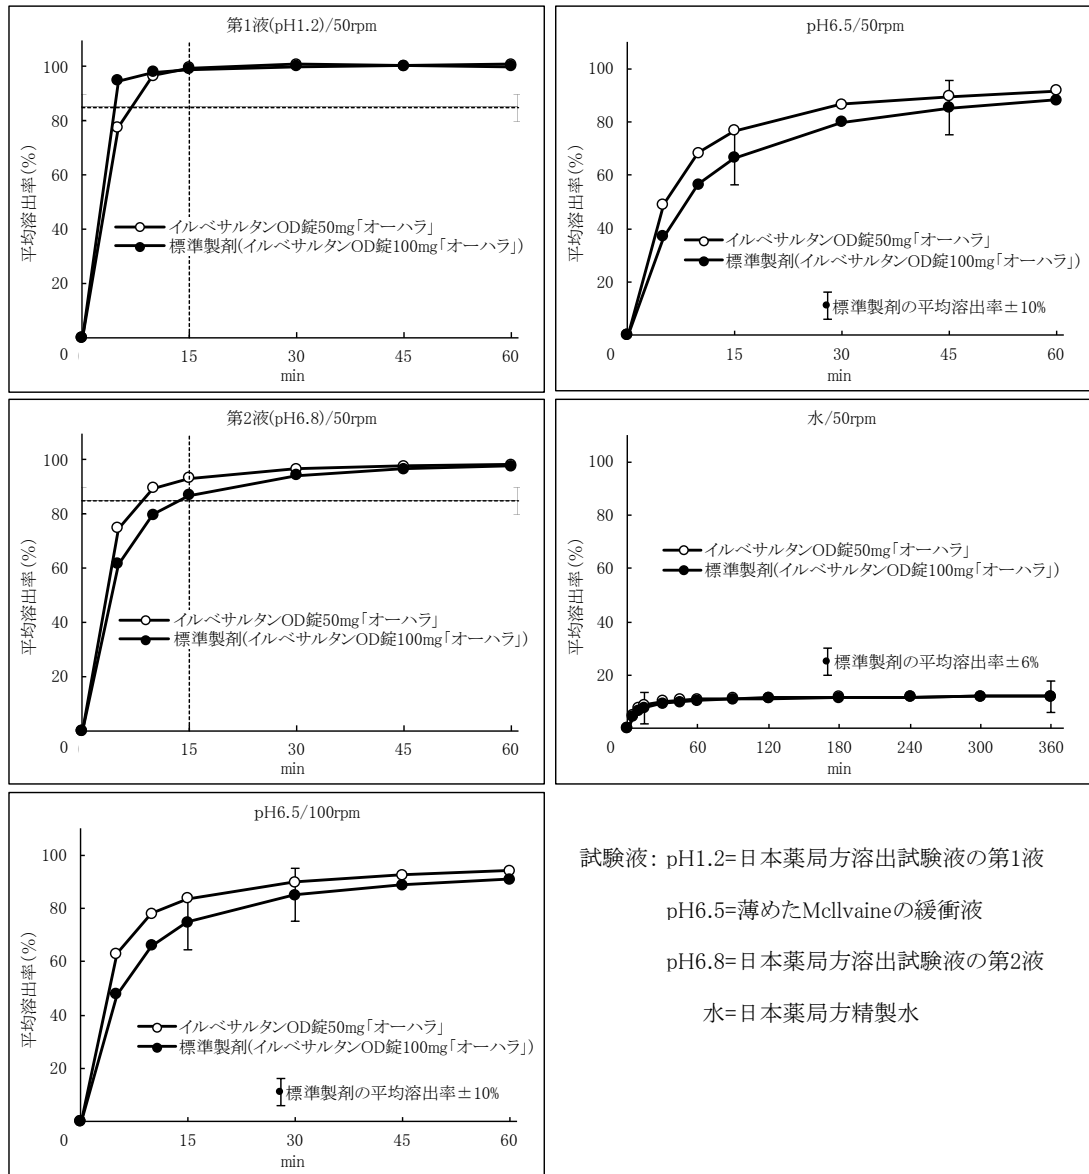 第1液(pH1.2)/50rpm
平均溶出率(%)
100
80
60
40
20
0
イルベサルタンOD錠50mg「オーハラ」
標準製剤(イルベサルタンOD錠100mg「オーハラ」)
15
30
45
60
min
pH6.5/50rpm
平均溶出率(%)
100
80
60
40
20
0
イルベサルタンOD錠50mg「オーハラ」
標準製剤(イルベサルタンOD錠100mg「オーハラ」)
標準製剤の平均溶出率±10%
15
30
45
60
min
第2液(pH6.8)/50rpm
平均溶出率(%)
100
80
60
40
20
0
イルベサルタンOD錠50mg「オーハラ」
標準製剤(イルベサルタンOD錠100mg「オーハラ」)
15
30
45
60
min
水/50rpm
平均溶出率(%)
100
80
60
40
20
0
イルベサルタンOD錠50mg「オーハラ」
標準製剤(イルベサルタンOD錠100mg「オーハラ」)
標準製剤の平均溶出率±6%
60
120
180
240
300
360
min
pH6.5/100rpm
平均溶出率(%)
100
80
60
40
20
0
イルベサルタンOD錠50mg「オーハラ」
標準製剤(イルベサルタンOD錠100mg「オーハラ」)
標準製剤の平均溶出率±10%
15
30
45
60
min
試験液: pH1.2=日本薬局方溶出試験液の第1液
pH6.5=薄めたMcllvaineの緩衝液
pH6.8=日本薬局方溶出試験液の第2液
水=日本薬局方精製水